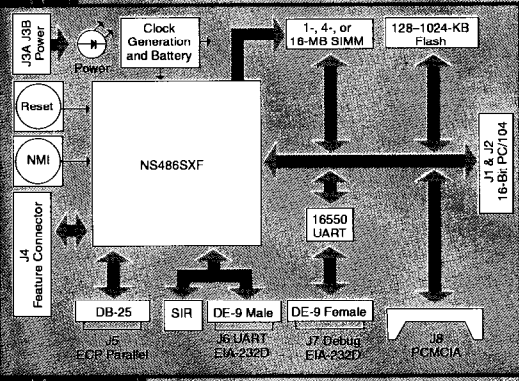 J3A J3B
Power
Power
Clock
Generation
and Battery
1-, 4-, or
16-MB SIMM
128–1024-KB
Flash
Reset
NMI
NS486SXF
J1 & J2
16-Bit PC/104
J4
Feature Connector
16550
UART
DB-25
SIR
DE-9 Male
DE-9 Female
J5
ECP Parallel
J6 UART
EIA-232D
J7 Debug
EIA-232D
J8
PCMCIA